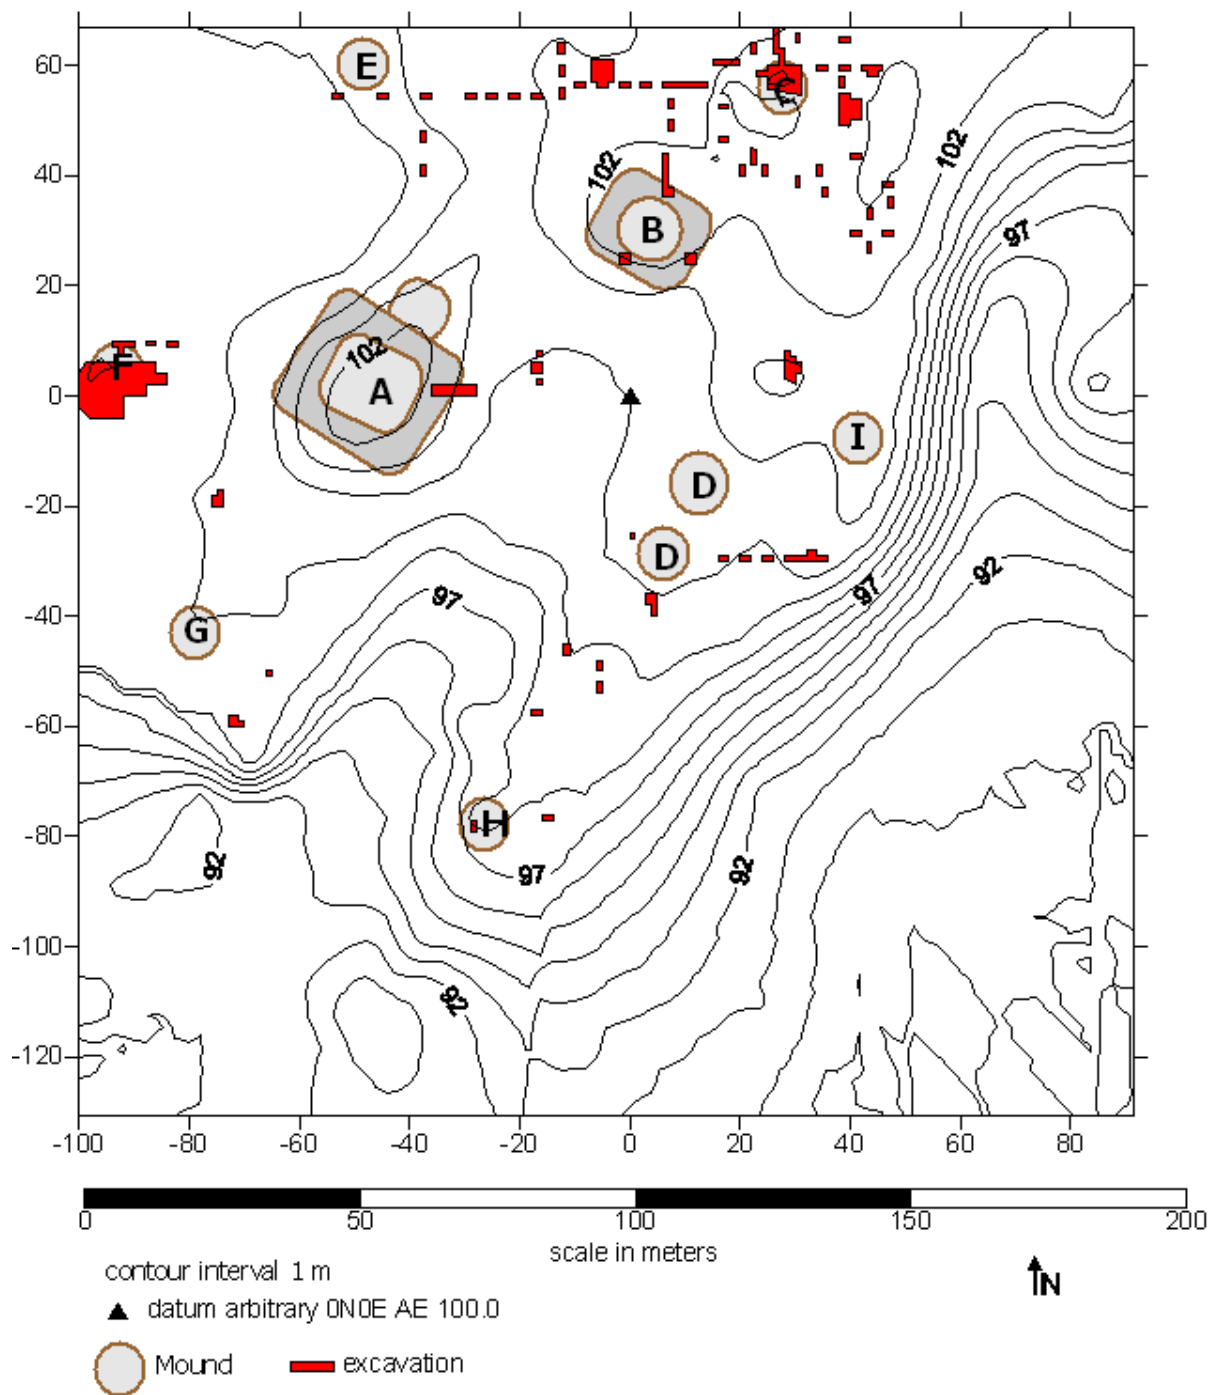 60
40
20
0
-20
-40
-60
-80
-100
-120
E
C
102
102
B
97
102
A
F
I
D
D
92
97
97
G
H
97
92
92
92
-100 -80 -60 -40 -20 0 20 40 60 80
0 50 100 150 200
scale in meters
contour interval 1 m
N
datum arbitrary 0N0E AE 100.0
Mound excavation